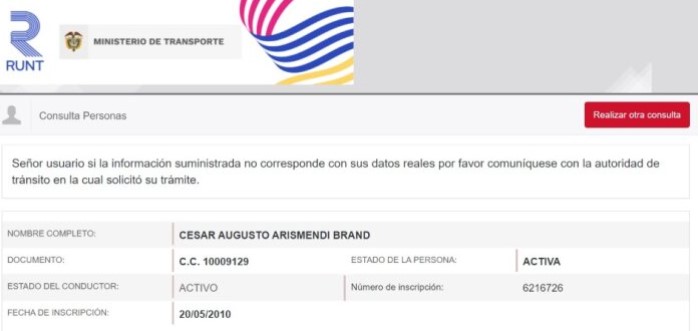 RUNT
MINISTERIO DE TRANSPORTE
Consulta Personas
Realizar otra consulta
Señor usuario si la información suministrada no corresponde con sus datos reales por favor comuníquese con la autoridad de
tránsito en la cual solicitó su trámite.
NOMBRE COMPLETO: CESAR AUGUSTO ARISMENDI BRAND
DOCUMENTO: C.C. 10009129 ESTADO DE LA PERSONA: ACTIVA
ESTADO DEL CONDUCTOR: ACTIVO Número de inscripción: 6216726
FECHA DE INSCRIPCIÓN: 20/05/2010